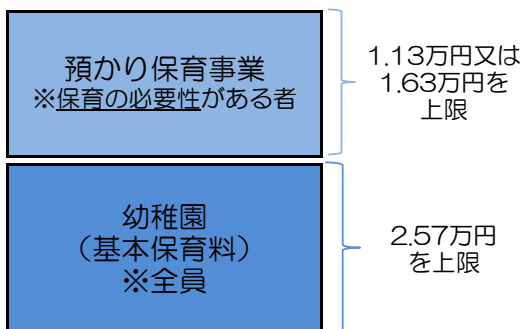 預かり保育事業
※保育の必要性がある者
1.13万円又は
1.63万円を
上限
幼稚園
（基本保育料）
※全員
2.57万円
を上限